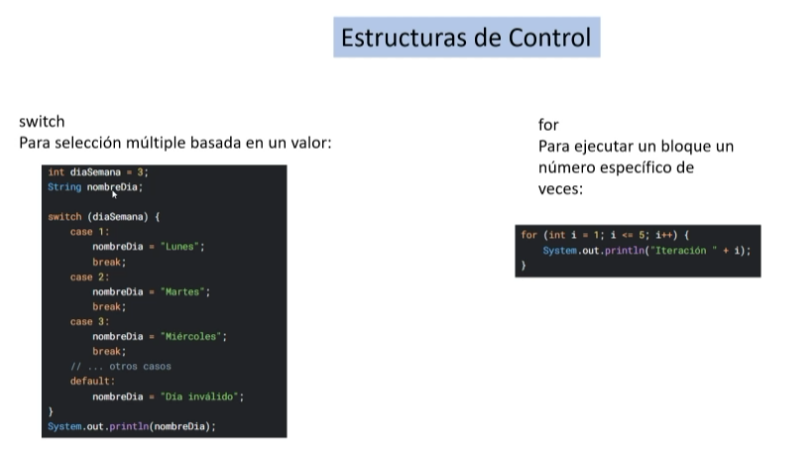 Estructuras de Control
switch
Para selección múltiple basada en un valor:
int diaSemana = 3;
String nombreDia;
switch (diaSemana) {
case 1:
nombreDia = "Lunes";
break;
case 2:
nombreDia = "Martes";
break;
case 3:
nombreDia = "Miércoles";
break;
// ... otros casos
default:
nombreDia = "Día inválido";
}
System.out.println(nombreDia);
for
Para ejecutar un bloque un
número específico de
veces:
for (int i = 1; i <= 5; i++) {
System.out.println("Iteración " + i);
}